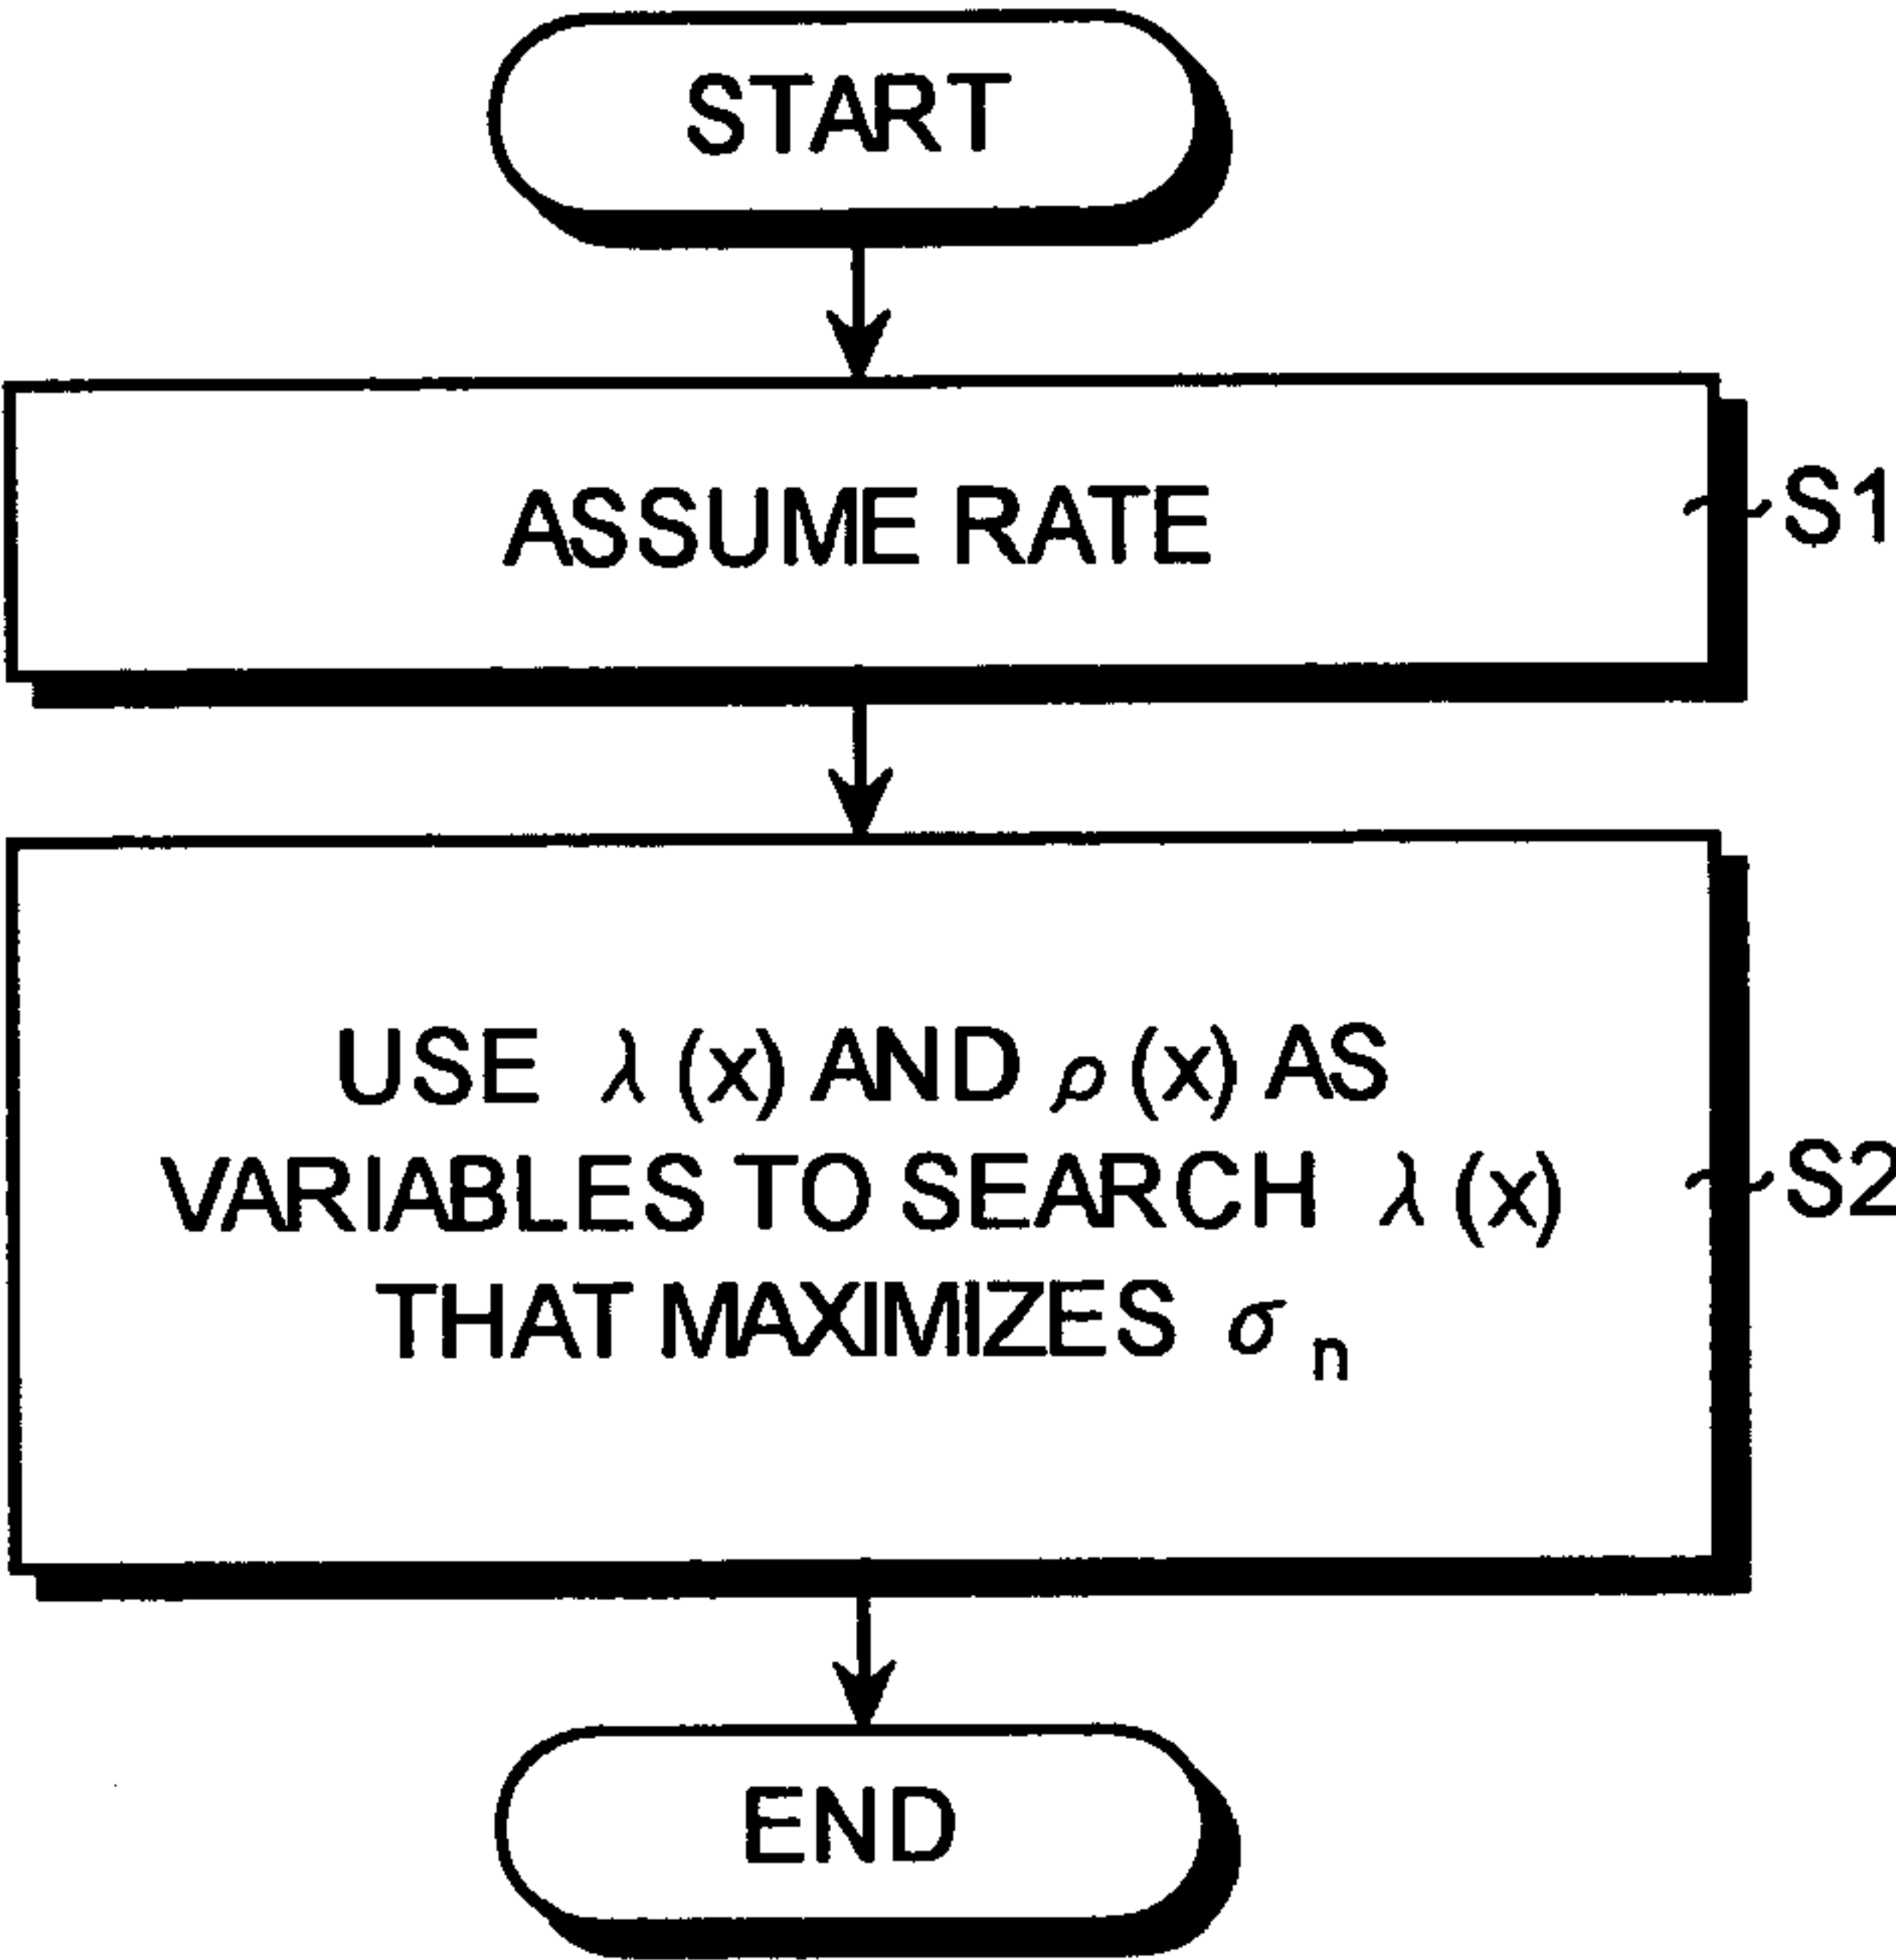 START
ASSUME RATE
S1
USE λ (x) AND ρ (x) AS
VARIABLES TO SEARCH λ (x)
S2
THAT MAXIMIZES σ n
END